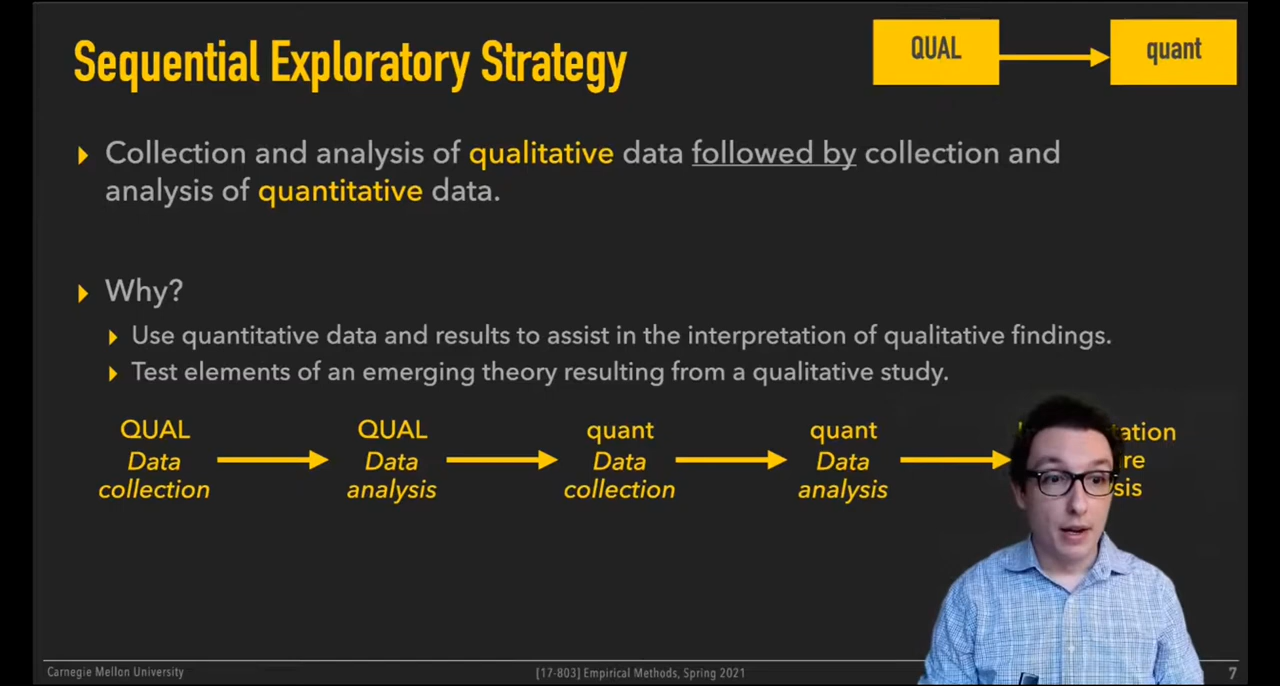 Sequential Exploratory Strategy
QUAL
quant
Collection and analysis of qualitative data followed by collection and
analysis of quantitative data.
Why?
Use quantitative data and results to assist in the interpretation of qualitative findings.
Test elements of an emerging theory resulting from a qualitative study.
QUAL
Data
collection
QUAL
Data
analysis
quant
Data
collection
quant
Data
analysis
Carnegie Mellon University
[17-803] Empirical Methods, Spring 2021
7